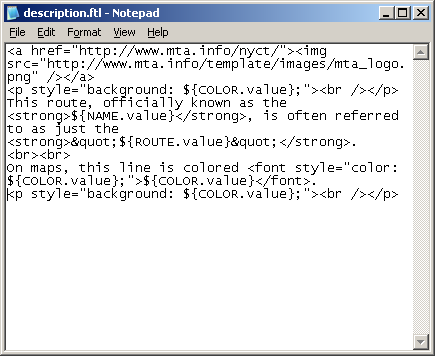 description.ftl - Notepad
File Edit Format View Help
<a href="http://www.mta.info/nyct/"><img
src="http://www.mta.info/template/images/mta_logo.
png" /></a>
<p style="background: ${COLOR.value};"><br /></p>
This route, officially known as the
<strong>${NAME.value}</strong>, is often referred
to as just the
<strong>&quot;${ROUTE.value}&quot;</strong>.
<br><br>
On maps, this line is colored <font style="color:
${COLOR.value};">${COLOR.value}</font>.
<p style="background: ${COLOR.value};"><br /></p>